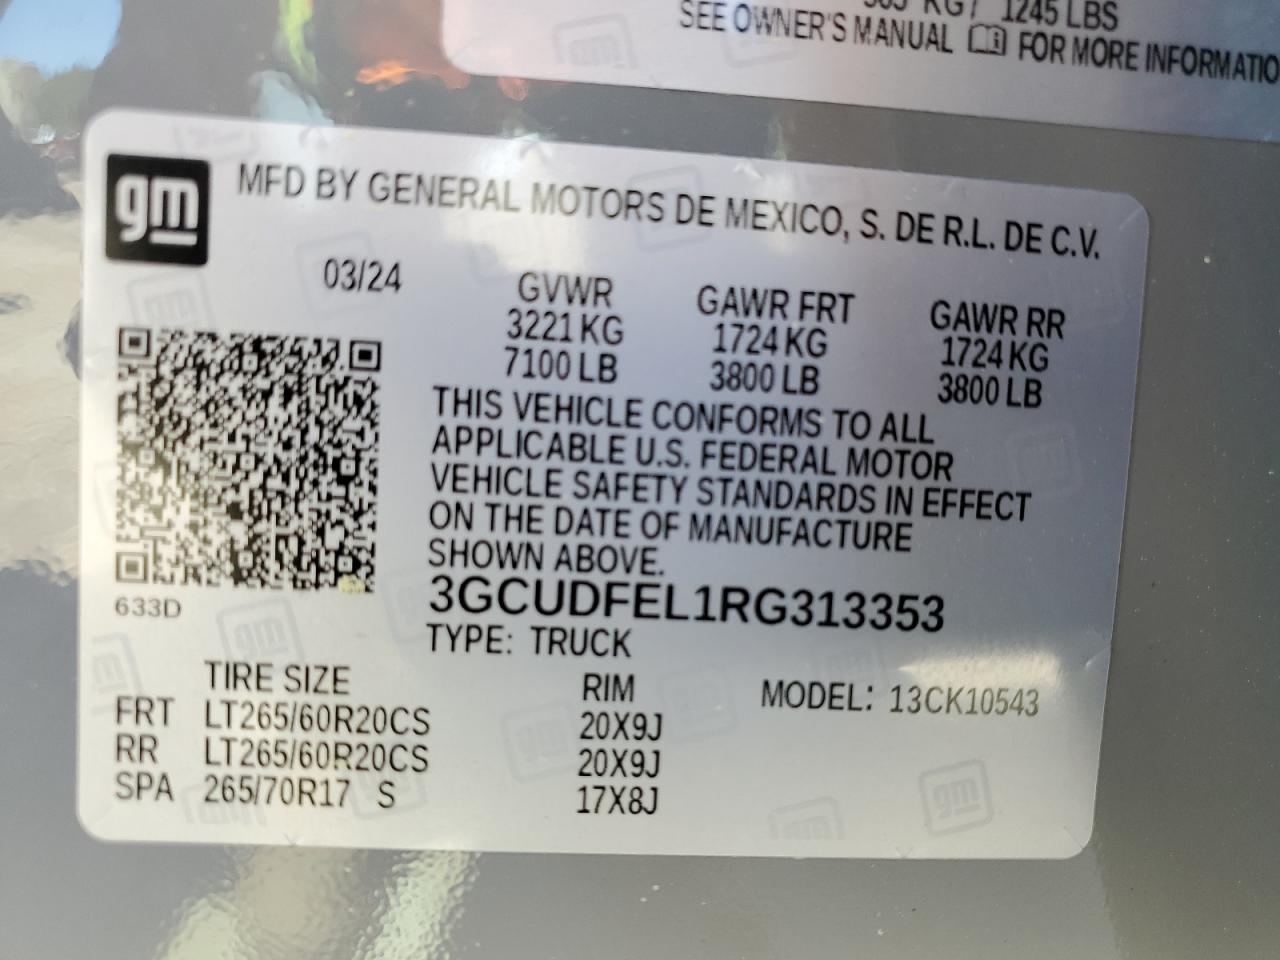 KG / 1245 LBS
SEE OWNER'S MANUAL FOR MORE INFORMATIO
gm
MFD BY GENERAL MOTORS DE MEXICO, S. DE R.L. DE C.V.
03/24
GVWR GAWR FRT GAWR RR
3221 KG 1724 KG 1724 KG
7100 LB 3800 LB 3800 LB
THIS VEHICLE CONFORMS TO ALL
APPLICABLE U.S. FEDERAL MOTOR
VEHICLE SAFETY STANDARDS IN EFFECT
ON THE DATE OF MANUFACTURE
SHOWN ABOVE.
633D
3GCUDFEL1RG313353
TYPE: TRUCK
TIRE SIZE RIM MODEL: 13CK10543
FRT LT265/60R20CS 20X9J
RR LT265/60R20CS 20X9J
SPA 265/70R17 S 17X8J